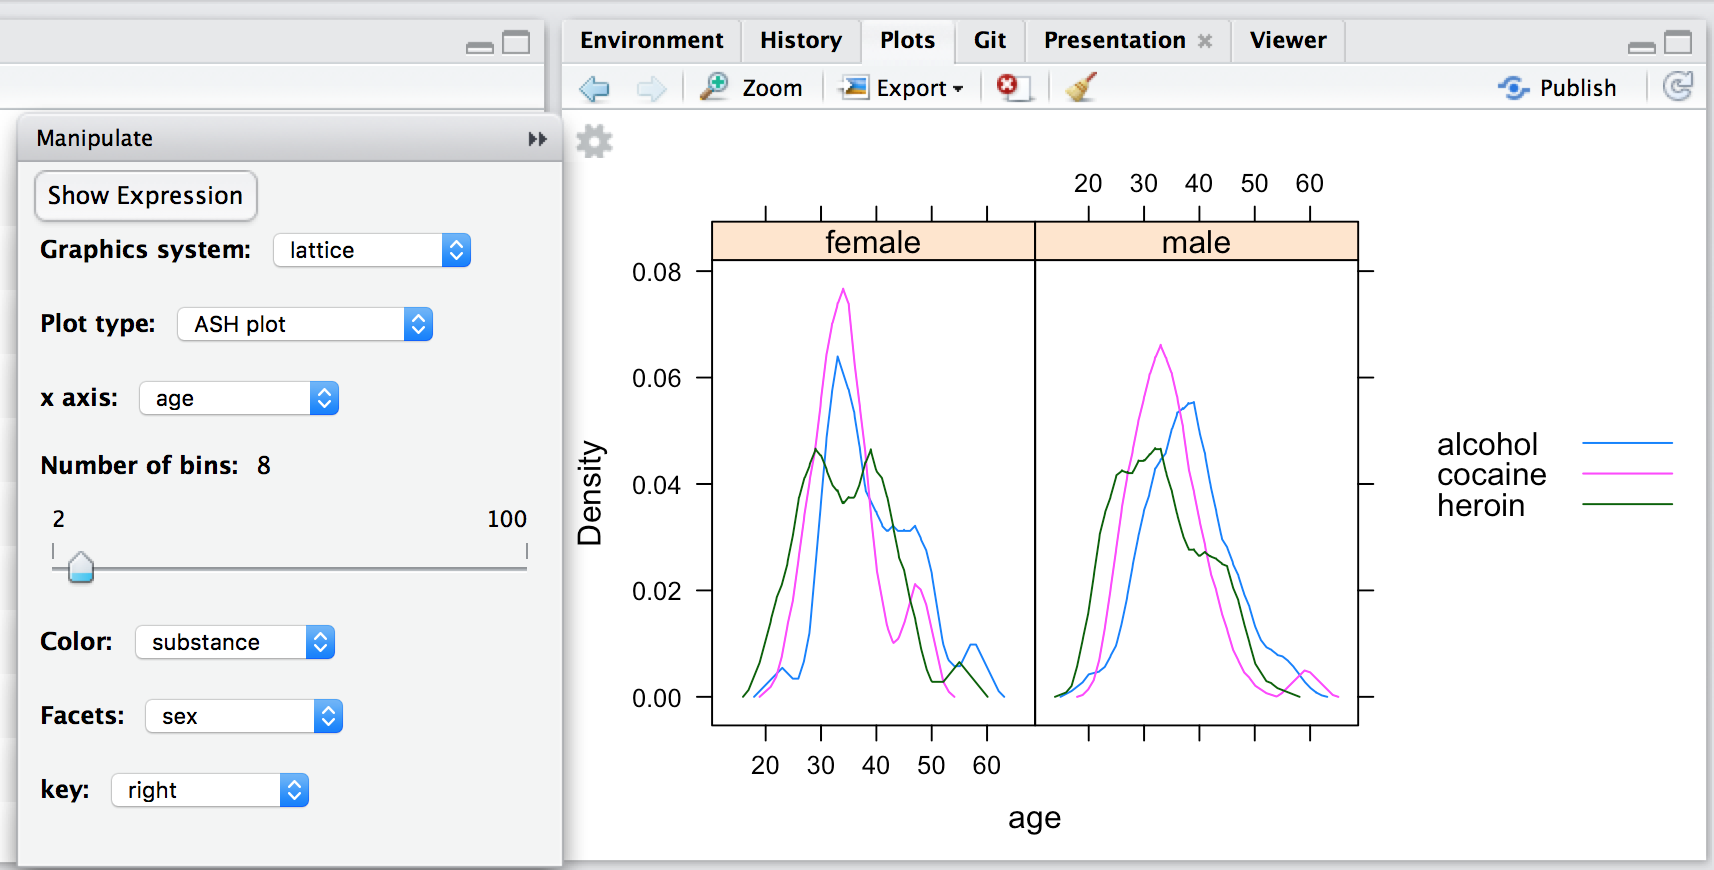 Environment History Plots Git Presentation Viewer
Zoom Export Publish
Manipulate
Show Expression
Graphics system: lattice
Plot type: ASH plot
x axis: age
Number of bins: 8
2 100
Color: substance
Facets: sex
key: right
20 30 40 50 60
female male
0.08
0.06
0.04
0.02
0.00
Density
20 30 40 50 60
age
alcohol
cocaine
heroin